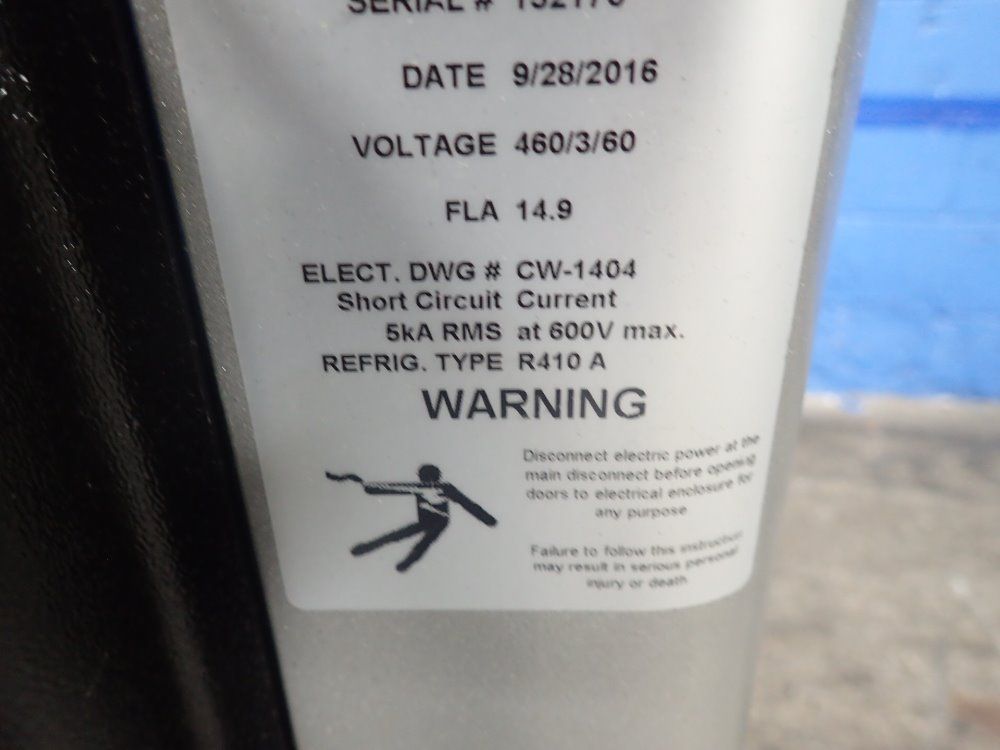 SERIAL #
DATE 9/28/2016
VOLTAGE 460/3/60
FLA 14.9
ELECT. DWG # CW-1404
Short Circuit Current
5kA RMS at 600V max.
REFRIG. TYPE R410 A
WARNING
Disconnect electric power at the
main disconnect before opening
doors to electrical enclosure for
any purpose
Failure to follow this instruction
may result in serious personal
injury or death